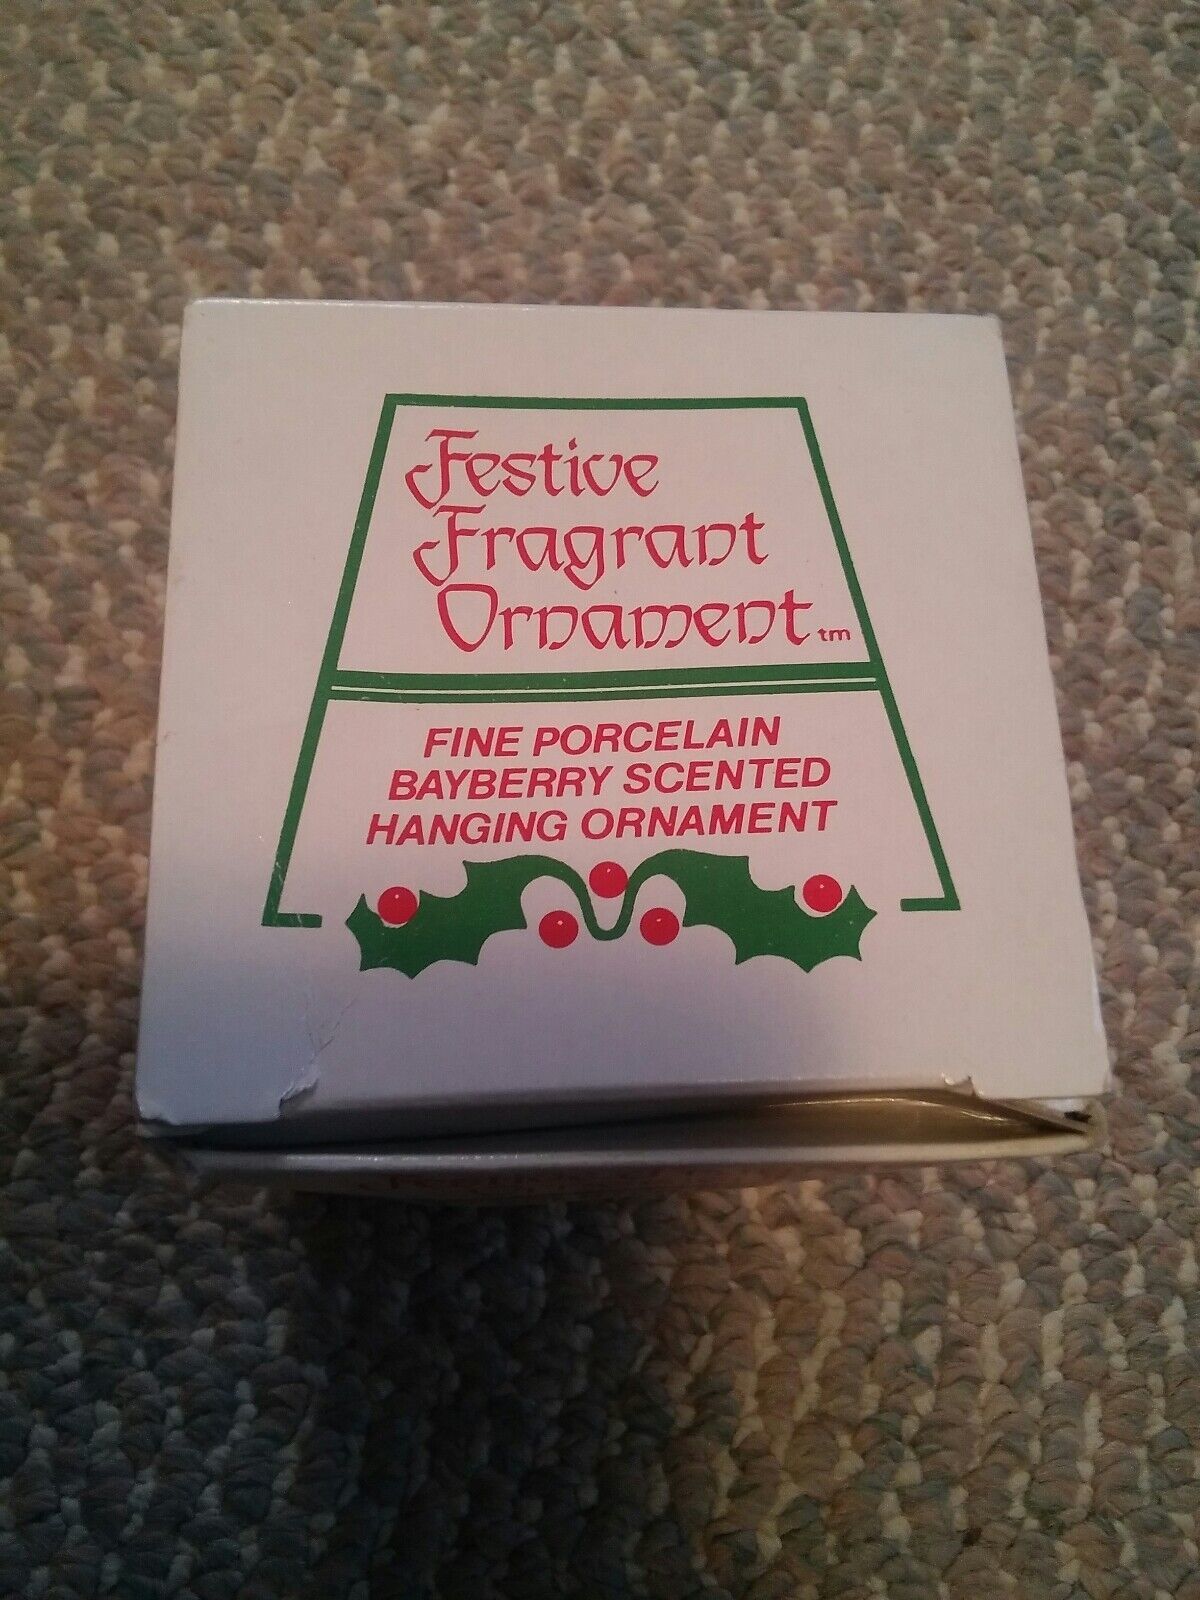 Festive
Fragrant
Ornament tm
FINE PORCELAIN
BAYBERRY SCENTED
HANGING ORNAMENT